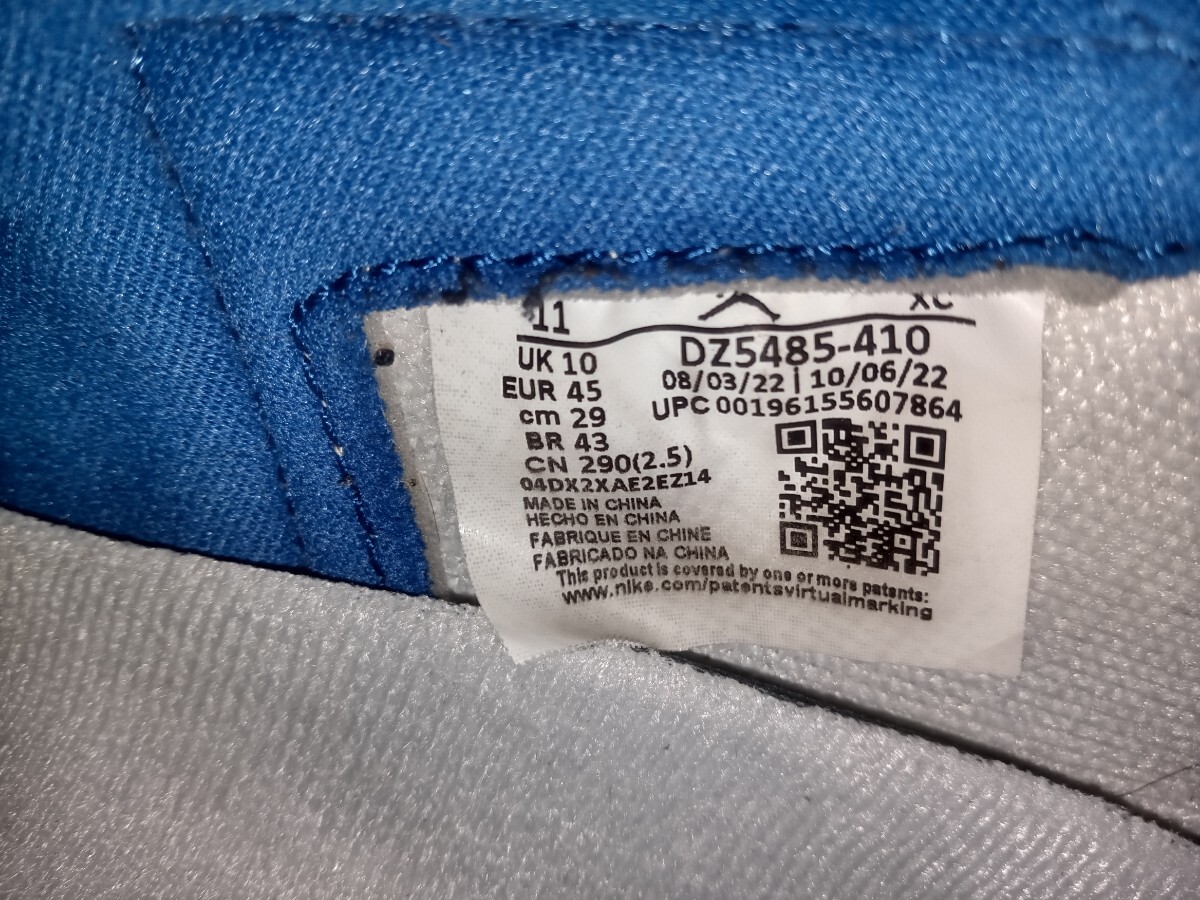 11
XC
UK 10
DZ5485-410
EUR 45
08/03/22 | 10/06/22
cm 29
UPC 00196155607864
BR 43
CN 290(2.5)
04DX2XAE2EZ14
MADE IN CHINA
HECHO EN CHINA
FABRIQUE EN CHINE
FABRICADO NA CHINA
This product is covered by one or more patents:
www.nike.com/patentsvirtualmarking